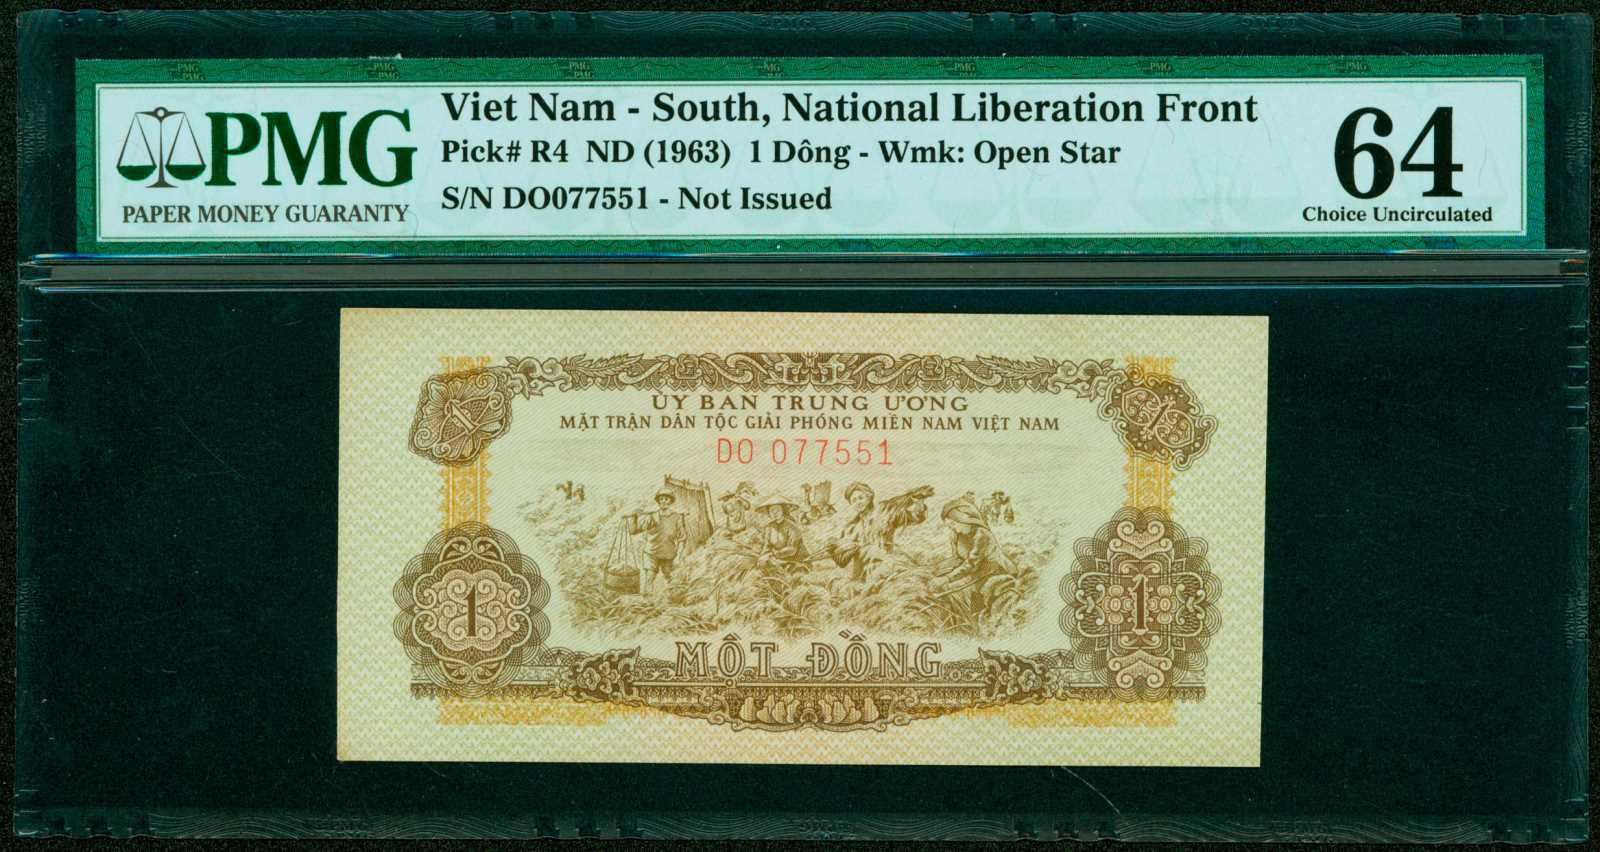 PMG
PAPER MONEY GUARANTY
Viet Nam - South, National Liberation Front
Pick# R4 ND (1963) 1 Dông - Wmk: Open Star
S/N DO077551 - Not Issued
64
Choice Uncirculated
ỦY BAN TRUNG ƯƠNG
MẶT TRẬN DÂN TỘC GIẢI PHÓNG MIỀN NAM VIỆT NAM
DO 077551
1
1
1
1
MỘT ĐỒNG